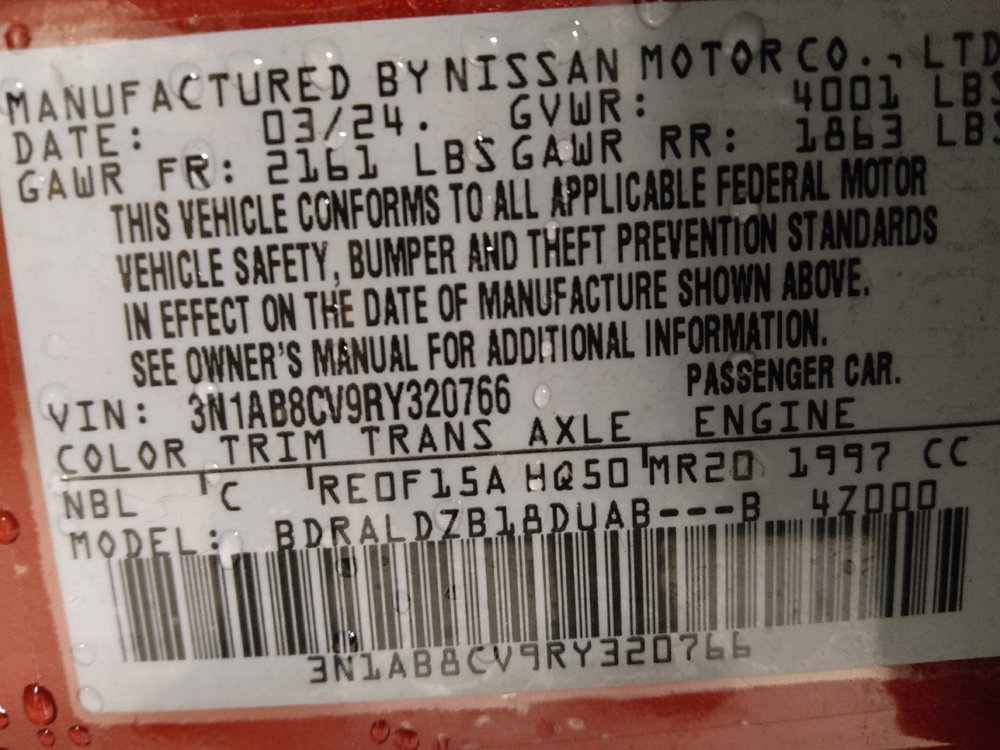 MANUFACTURED BY NISSAN MOTOR CO., LTD
DATE: 03/24. GVWR: 4001 LBS
GAWR FR: 2161 LBS GAWR RR: 1863 LBS
THIS VEHICLE CONFORMS TO ALL APPLICABLE FEDERAL MOTOR
VEHICLE SAFETY, BUMPER AND THEFT PREVENTION STANDARDS
IN EFFECT ON THE DATE OF MANUFACTURE SHOWN ABOVE.
SEE OWNER'S MANUAL FOR ADDITIONAL INFORMATION.
VIN: 3N1AB8CV9RY320766 PASSENGER CAR.
COLOR TRIM TRANS AXLE ENGINE
NBL C RE0F15A HQ50 MR20 1997 CC
MODEL: BDRALDZB18DUAB---B 4Z000
3N1AB8CV9RY320766